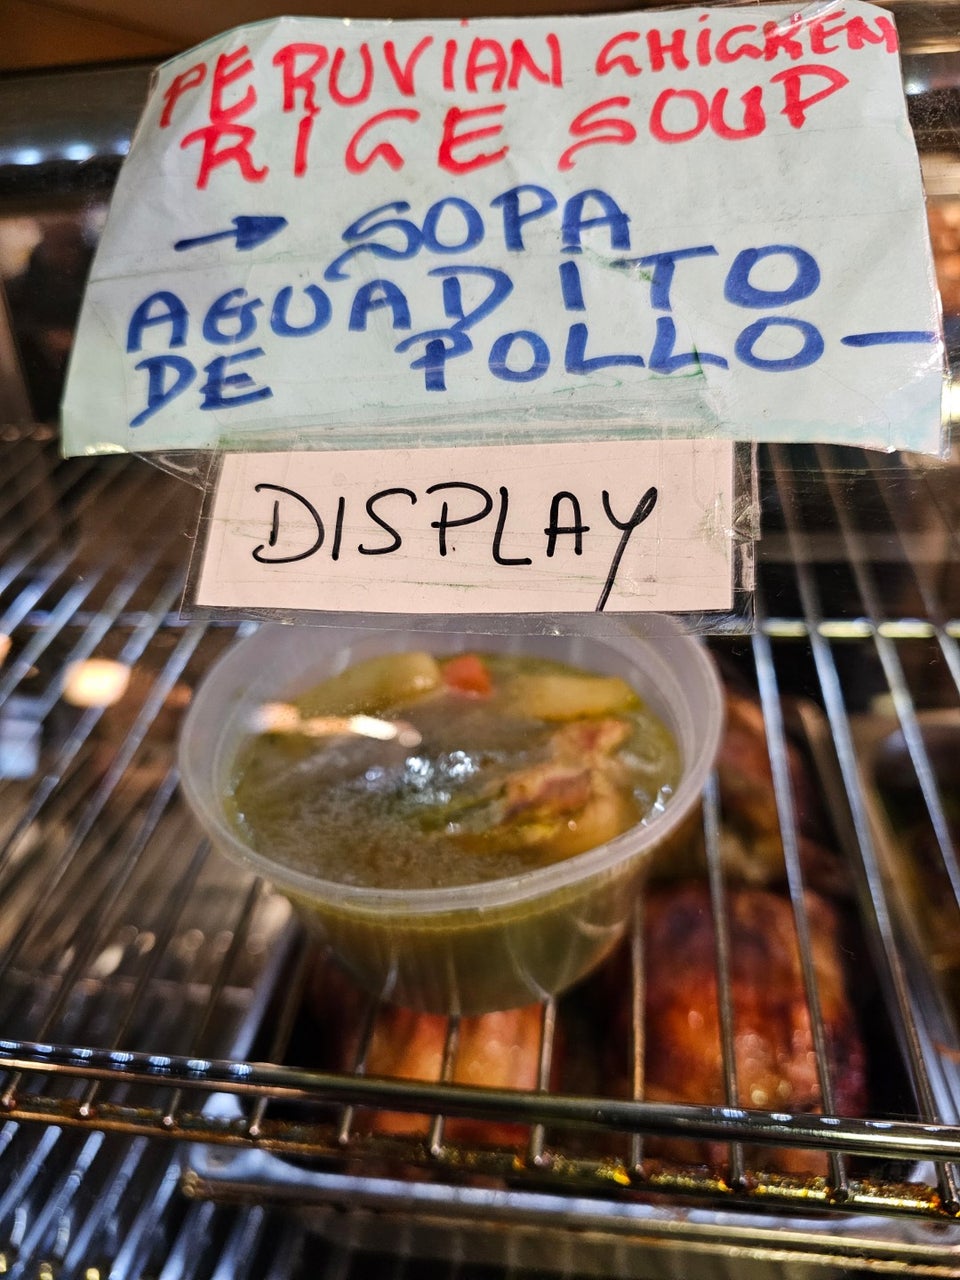 PERUVIAN CHICKEN
RICE SOUP
→ SOPA
AGUADITO
DE POLLO—
DISPLAY